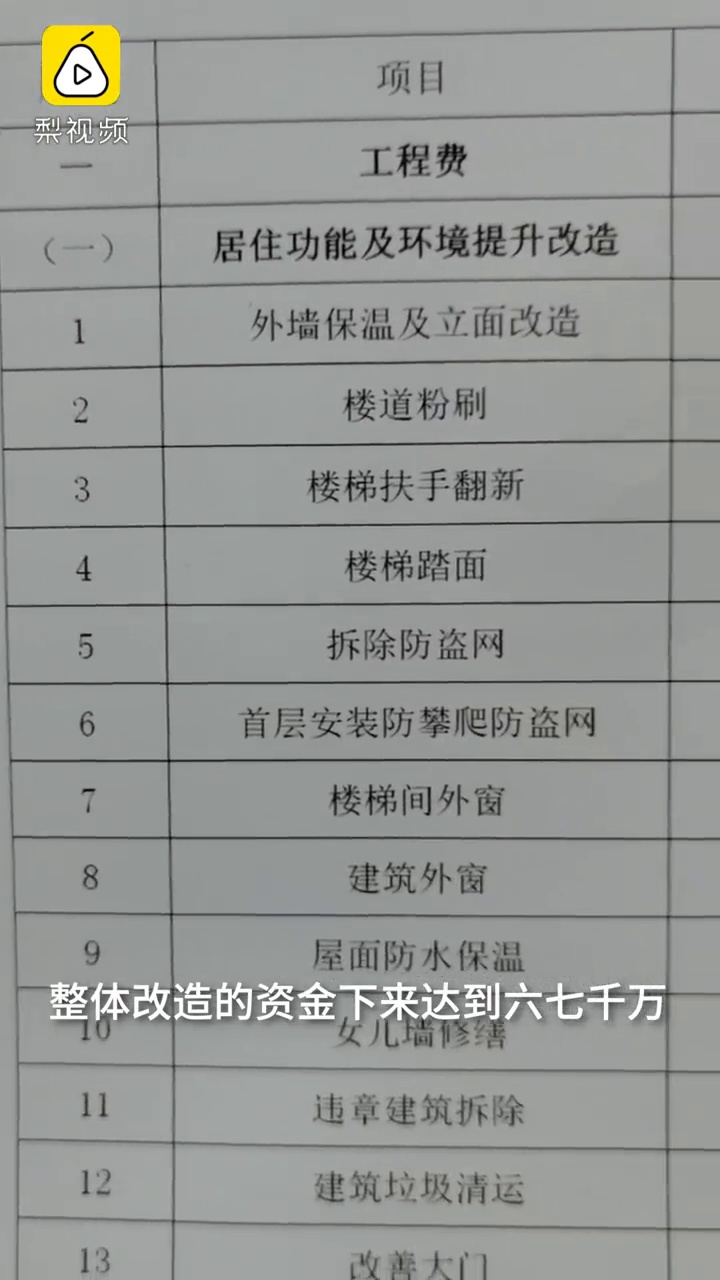 梨视频
项目
一 工程费
（一） 居住功能及环境提升改造
1 外墙保温及立面改造
2 楼道粉刷
3 楼梯扶手翻新
4 楼梯踏面
5 拆除防盗网
6 首层安装防攀爬防盗网
7 楼梯间外窗
8 建筑外窗
9 屋面防水保温
整体改造的资金下来达到六七千万
10 女儿墙修缮
11 违章建筑拆除
12 建筑垃圾清运
13 改善大门